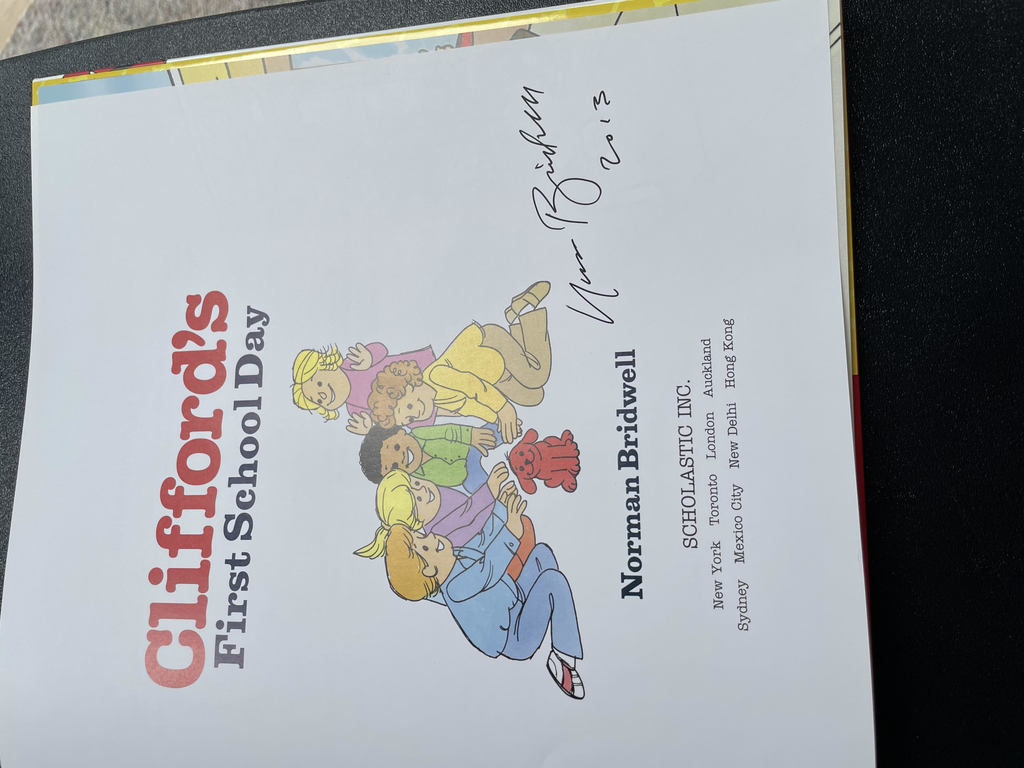 Clifford's
First School Day
Norman Bridwell
2013
Norman Bridwell
SCHOLASTIC INC.
New York Toronto London Auckland
Sydney Mexico City New Delhi Hong Kong